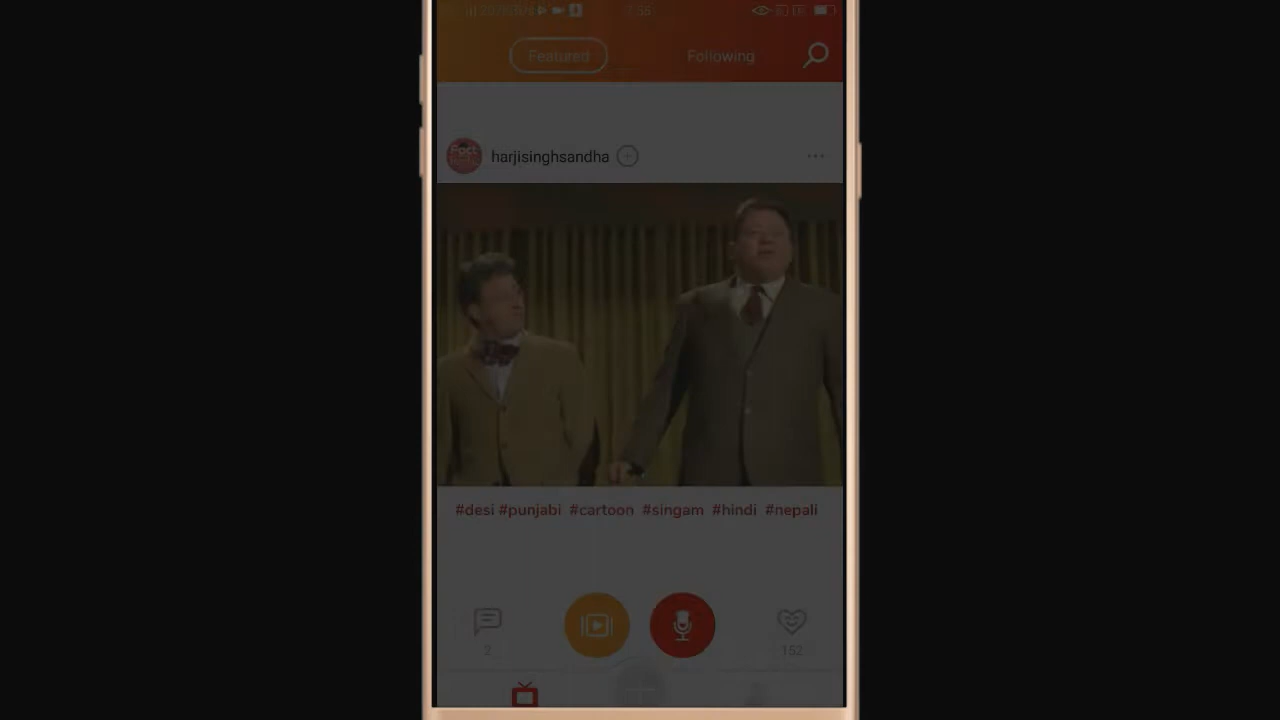 Featured
Following
harjisinghsandha
#desi #punjabi #cartoon #singam #hindi #nepali
2
152